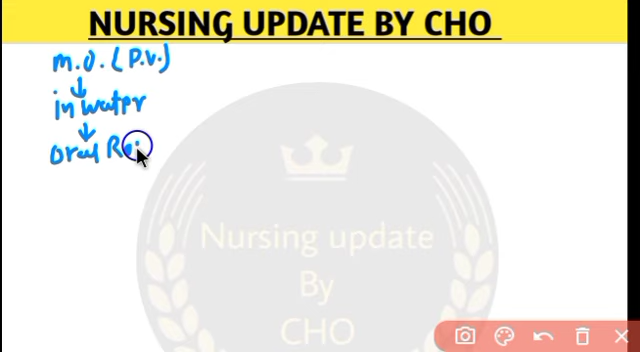 NURSING UPDATE BY CHO
M.O. (P.V.)
in water
oral
Nursing update
By
CHO